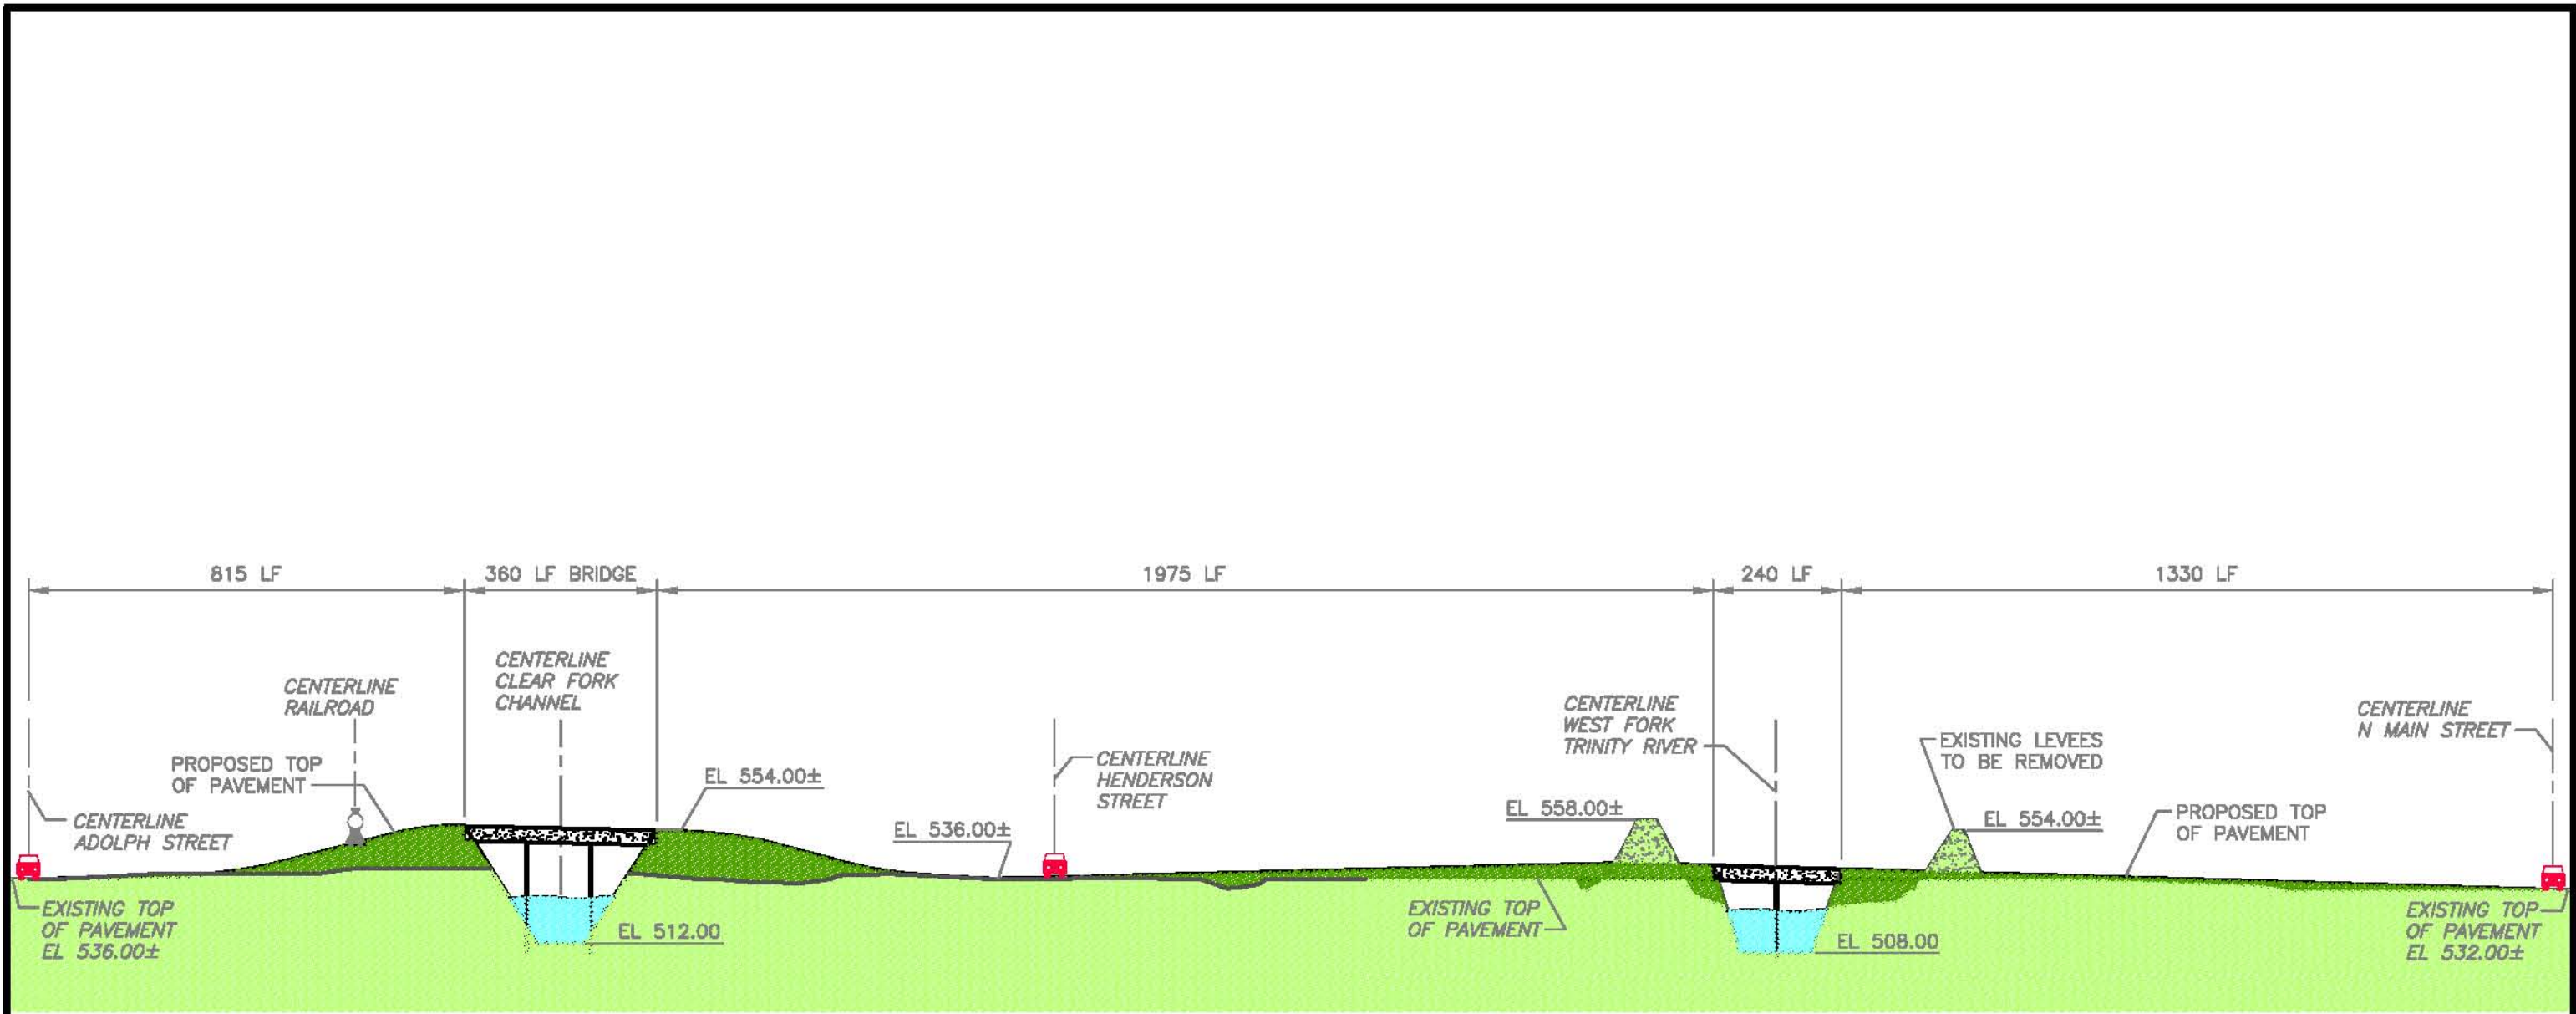 815 LF
360 LF BRIDGE
1975 LF
240 LF
1330 LF
CENTERLINE
RAILROAD
CENTERLINE
CLEAR FORK
CHANNEL
PROPOSED TOP
OF PAVEMENT
CENTERLINE
ADOLPH STREET
EL 554.00±
EL 536.00±
CENTERLINE
HENDERSON
STREET
CENTERLINE
WEST FORK
TRINITY RIVER
EL 558.00±
EXISTING LEVEES
TO BE REMOVED
EL 554.00±
PROPOSED TOP
OF PAVEMENT
CENTERLINE
N MAIN STREET
EXISTING TOP
OF PAVEMENT
EL 536.00±
EL 512.00
EXISTING TOP
OF PAVEMENT
EL 508.00
EXISTING TOP
OF PAVEMENT
EL 532.00±